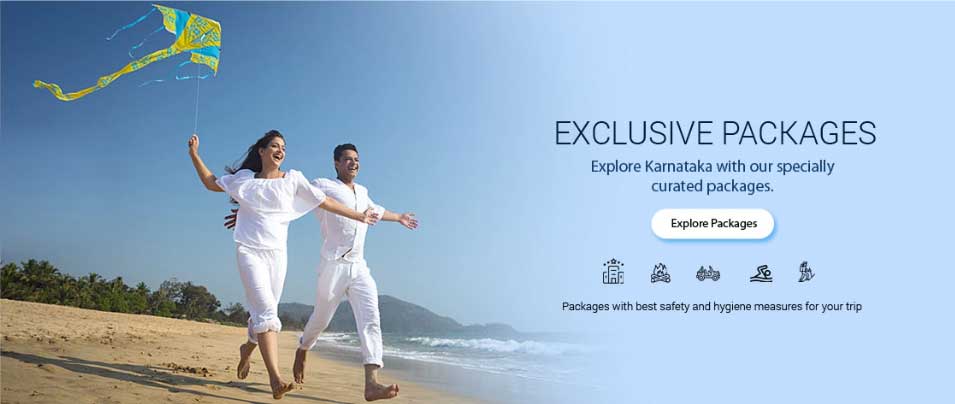 EXCLUSIVE PACKAGES
Explore Karnataka with our specially
curated packages.
Explore Packages
Packages with best safety and hygiene measures for your trip